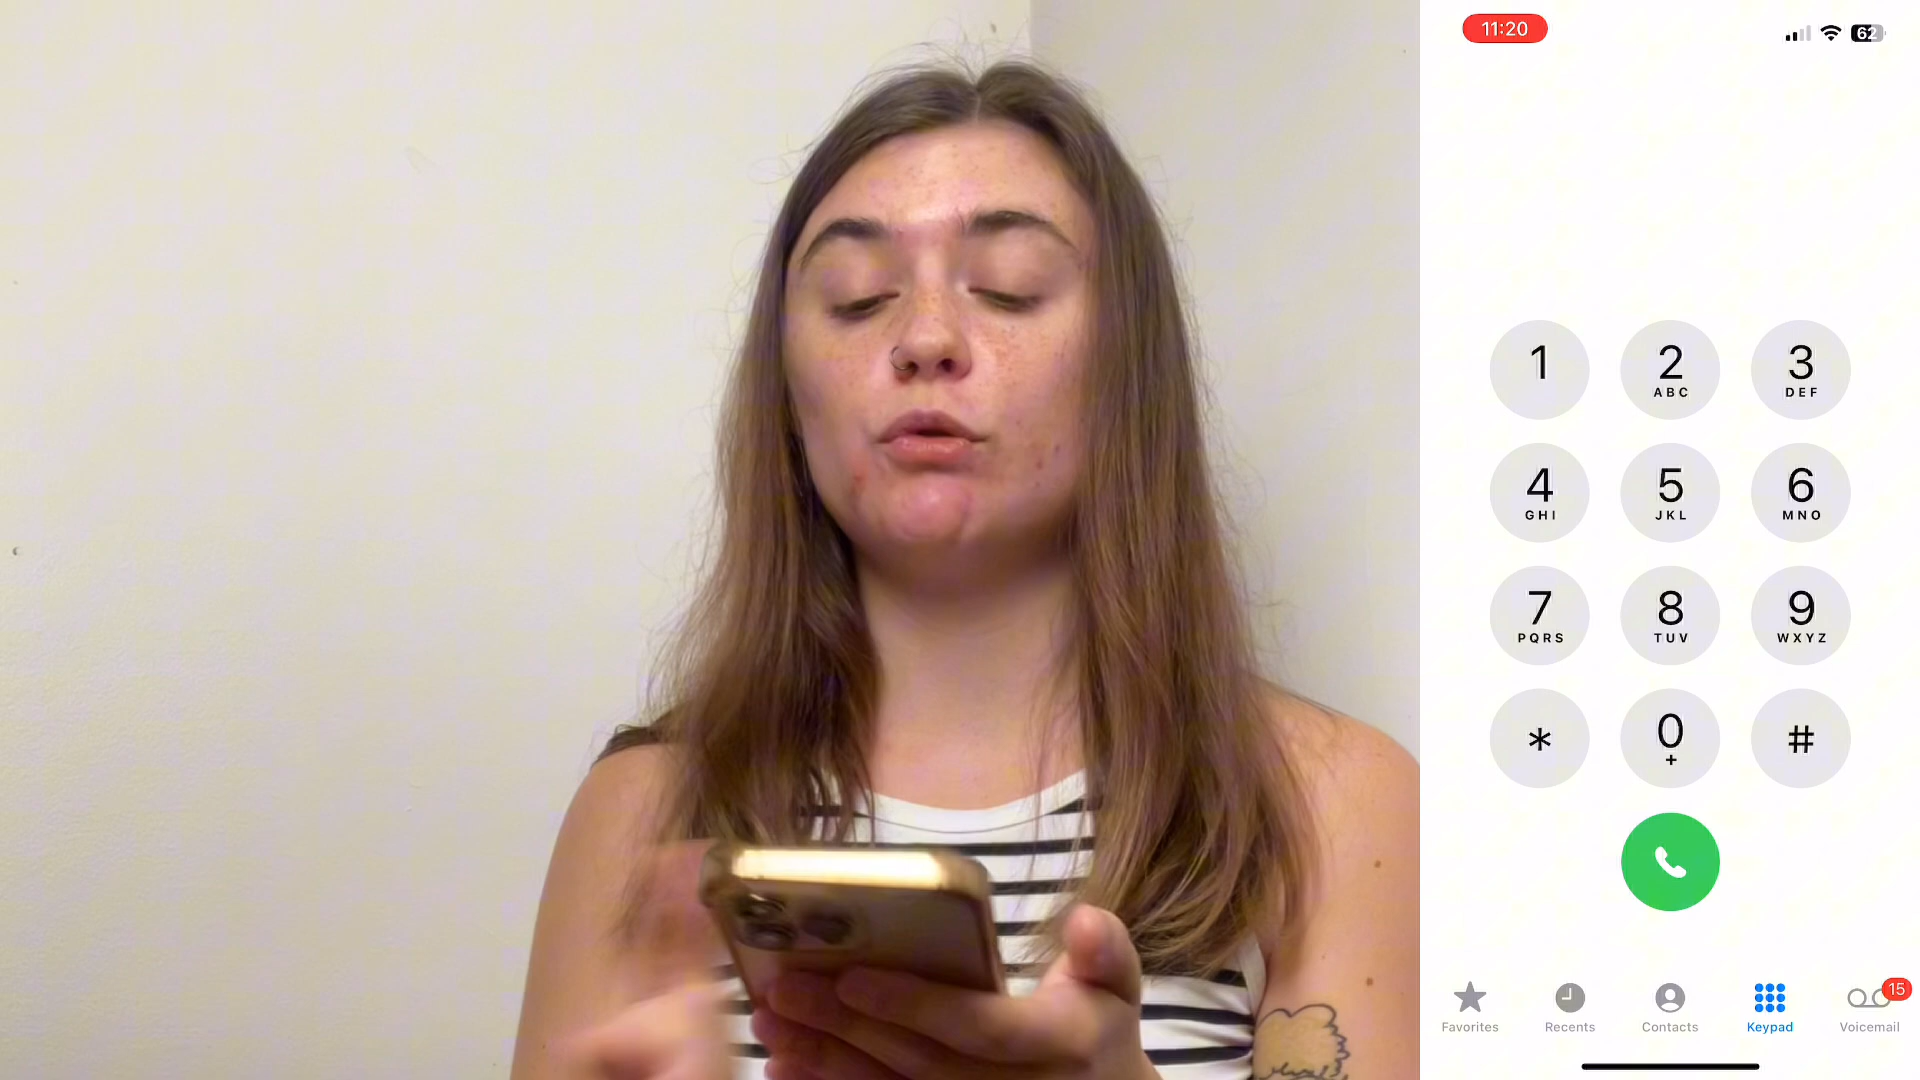 11:20
62
1
2
ABC
3
DEF
4
GHI
5
JKL
6
MNO
7
PQRS
8
TUV
9
WXYZ
*
0
+
#
Favorites
Recents
Contacts
Keypad
Voicemail
15